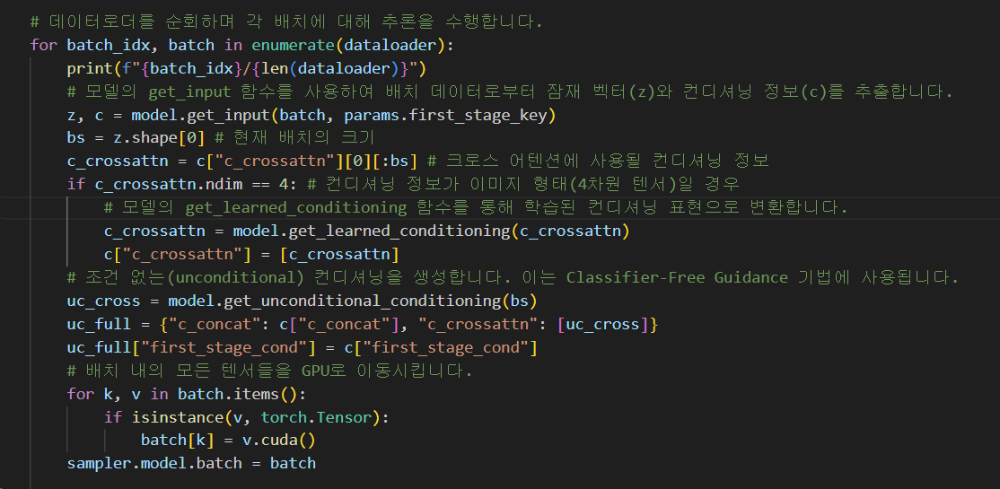 # 데이터로더를 순회하며 각 배치에 대해 추론을 수행합니다.
for batch_idx, batch in enumerate(dataloader):
    print(f"{batch_idx}/{len(dataloader)}")
    # 모델의 get_input 함수를 사용하여 배치 데이터로부터 잠재 벡터(z)와 컨디셔닝 정보(c)를 추출합니다.
    z, c = model.get_input(batch, params.first_stage_key)
    bs = z.shape[0] # 현재 배치의 크기
    c_crossattn = c["c_crossattn"][0][:bs] # 크로스 어텐션에 사용될 컨디셔닝 정보
    if c_crossattn.ndim == 4: # 컨디셔닝 정보가 이미지 형태(4차원 텐서)일 경우
        # 모델의 get_learned_conditioning 함수를 통해 학습된 컨디셔닝 표현으로 변환합니다.
        c_crossattn = model.get_learned_conditioning(c_crossattn)
        c["c_crossattn"] = [c_crossattn]
    # 조건 없는(unconditional) 컨디셔닝을 생성합니다. 이는 Classifier-Free Guidance 기법에 사용됩니다.
    uc_cross = model.get_unconditional_conditioning(bs)
    uc_full = {"c_concat": c["c_concat"], "c_crossattn": [uc_cross]}
    uc_full["first_stage_cond"] = c["first_stage_cond"]
    # 배치 내의 모든 텐서들을 GPU로 이동시킵니다.
    for k, v in batch.items():
        if isinstance(v, torch.Tensor):
            batch[k] = v.cuda()
    sampler.model.batch = batch